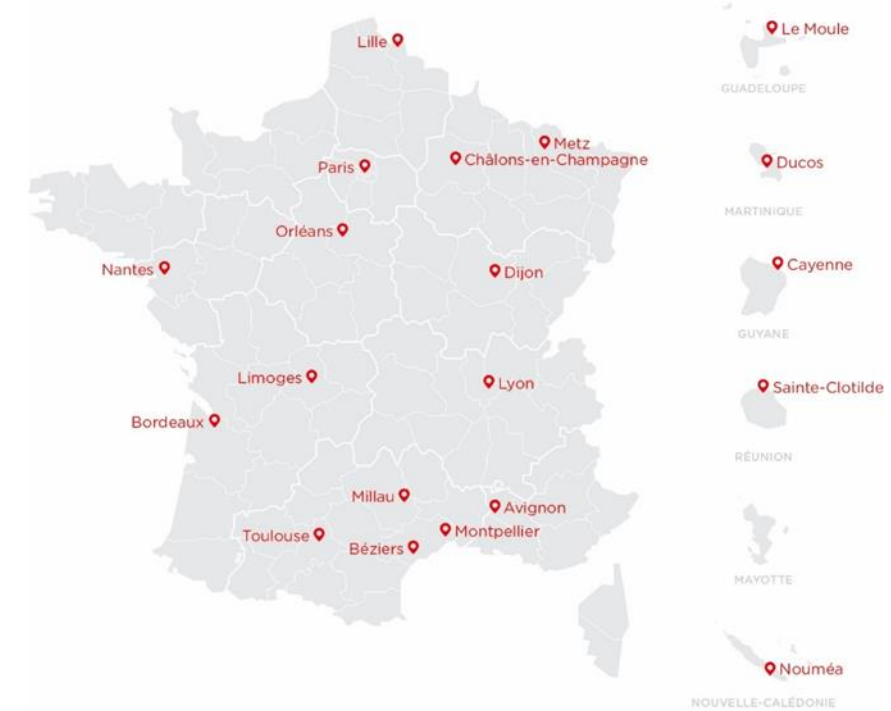 Lille
Le Moule
GUADELOUPE
Metz
Châlons-en-Champagne
Paris
Ducos
MARTINIQUE
Orléans
Nantes
Dijon
Cayenne
GUYANE
Limoges
Lyon
Sainte-Clotilde
Bordeaux
RÉUNION
Millau
Avignon
Toulouse
Montpellier
Béziers
MAYOTTE
Nouméa
NOUVELLE-CALÉDONIE